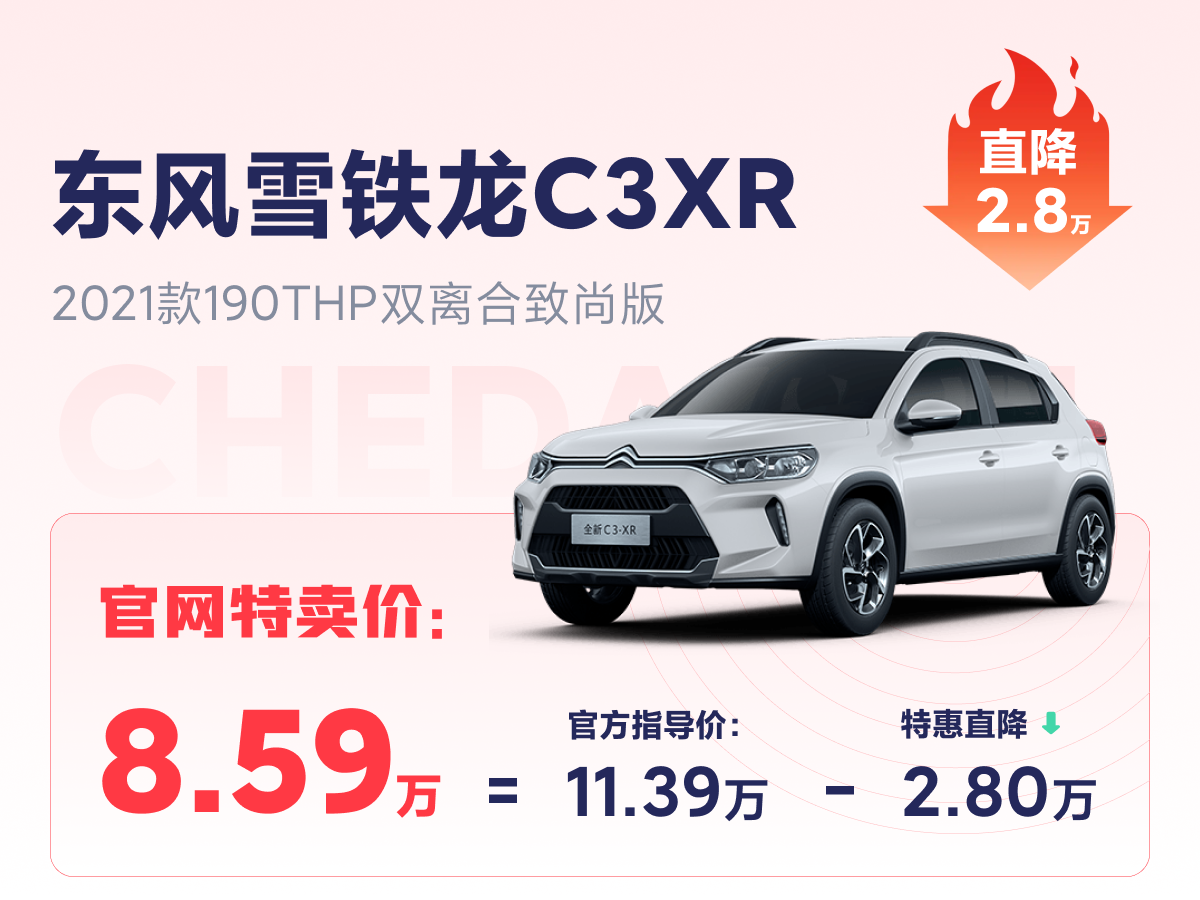 东风雪铁龙C3XR
直降
2.8万
2021款190THP双离合致尚版
全新C3-XR
官网特卖价:
8.59万
=
官方指导价:
11.39万
-
特惠直降
2.80万